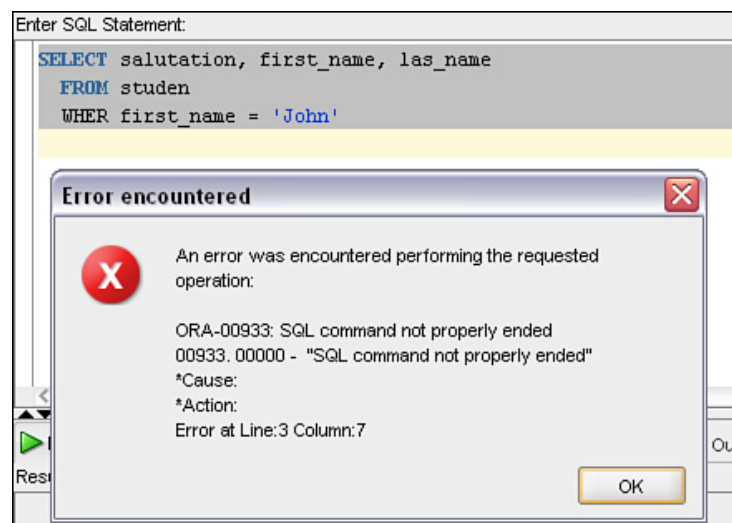 Enter SQL Statement:
SELECT salutation, first_name, las_name
FROM studen
WHER first_name = 'John'
Error encountered
An error was encountered performing the requested
operation:
ORA-00933: SQL command not properly ended
00933. 00000 - "SQL command not properly ended"
*Cause:
*Action:
Error at Line:3 Column:7
OK